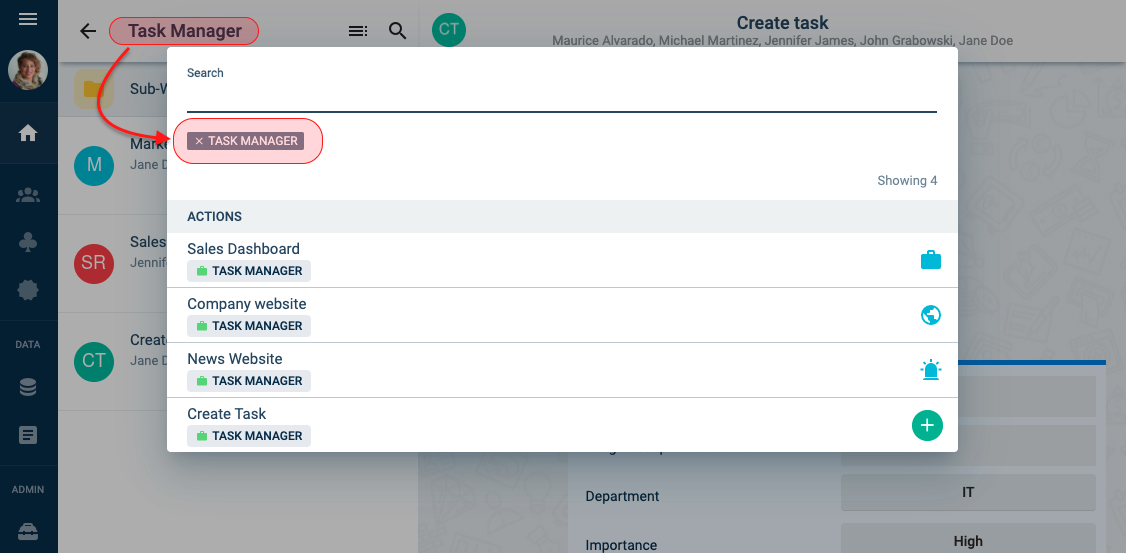 Task Manager
CT
Create task
Maurice Alvarado, Michael Martinez, Jennifer James, John Grabowski, Jane Doe
Sub-W
M
Marke
Jane D
SR
Sales
Jennif
CT
Creat
Jane D
DATA
ADMIN
Search
× TASK MANAGER
Showing 4
ACTIONS
Sales Dashboard
TASK MANAGER
Company website
TASK MANAGER
News Website
TASK MANAGER
Create Task
TASK MANAGER
Department
IT
Importance
High